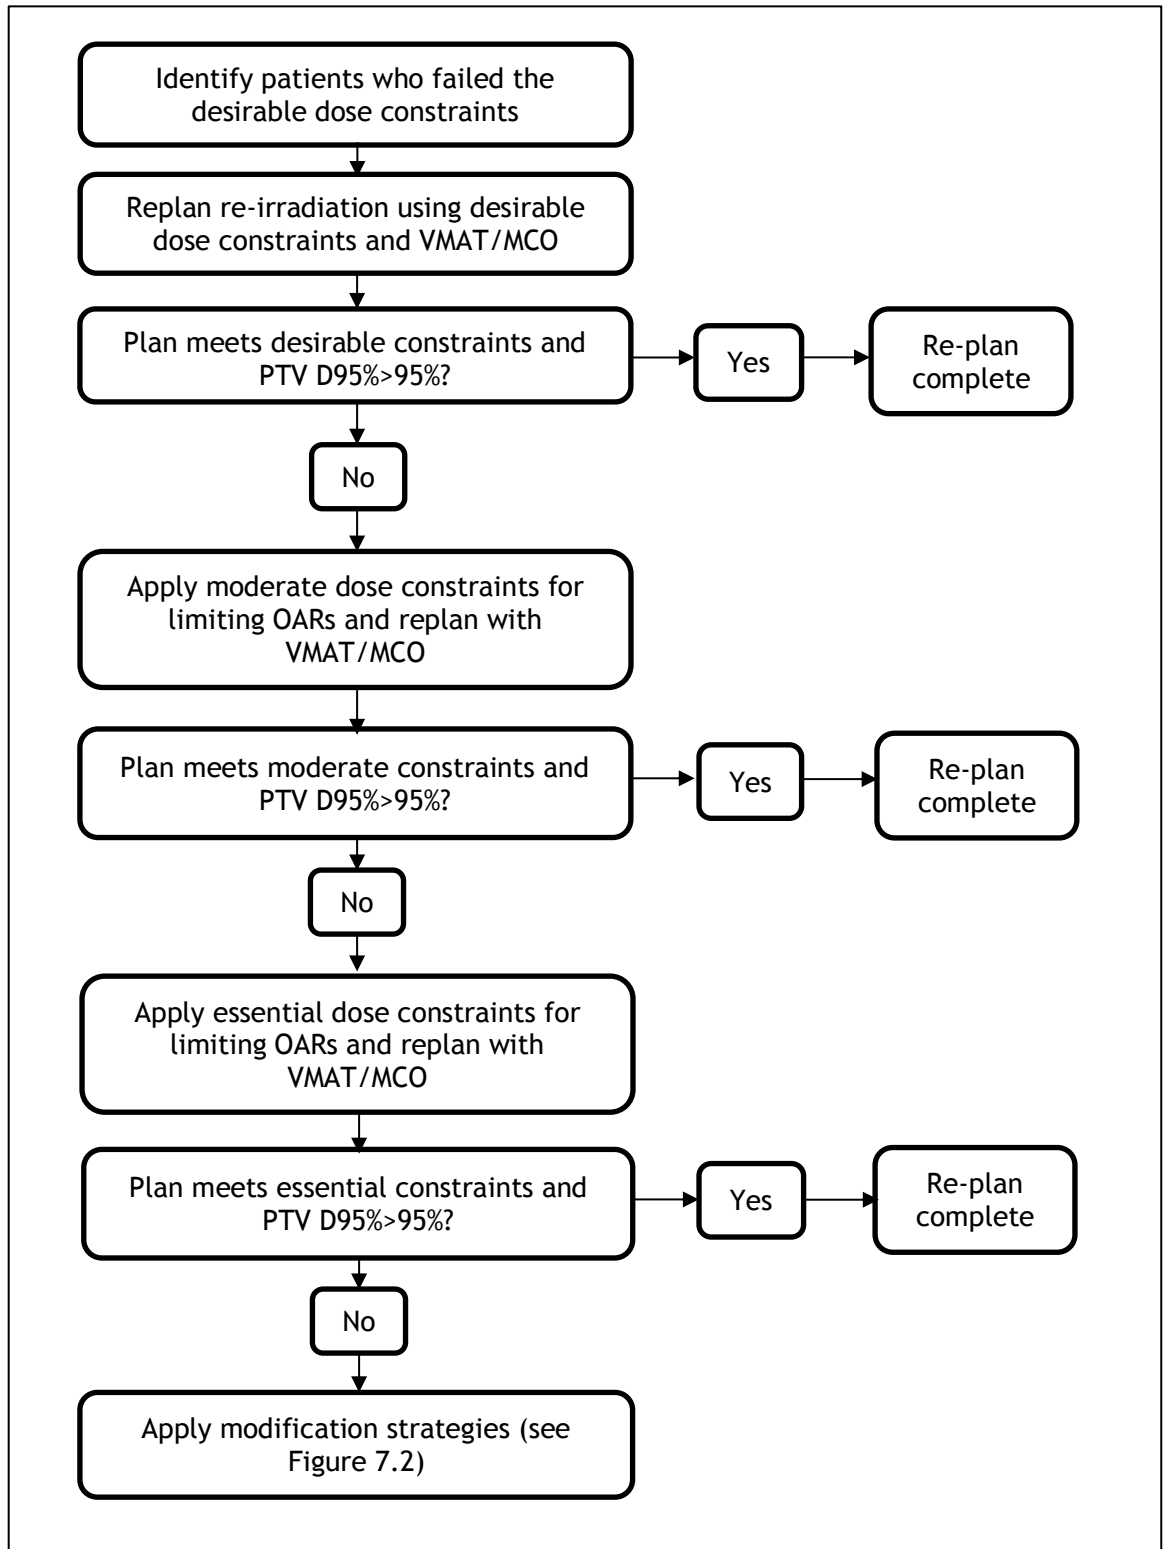 Identify patients who failed the
desirable dose constraints
Replan re-irradiation using desirable
dose constraints and VMAT/MCO
Plan meets desirable constraints and
PTV D95%>95%?
Yes
Re-plan
complete
No
Apply moderate dose constraints for
limiting OARs and replan with
VMAT/MCO
Plan meets moderate constraints and
PTV D95%>95%?
Yes
Re-plan
complete
No
Apply essential dose constraints for
limiting OARs and replan with
VMAT/MCO
Plan meets essential constraints and
PTV D95%>95%?
Yes
Re-plan
complete
No
Apply modification strategies (see
Figure 7.2)